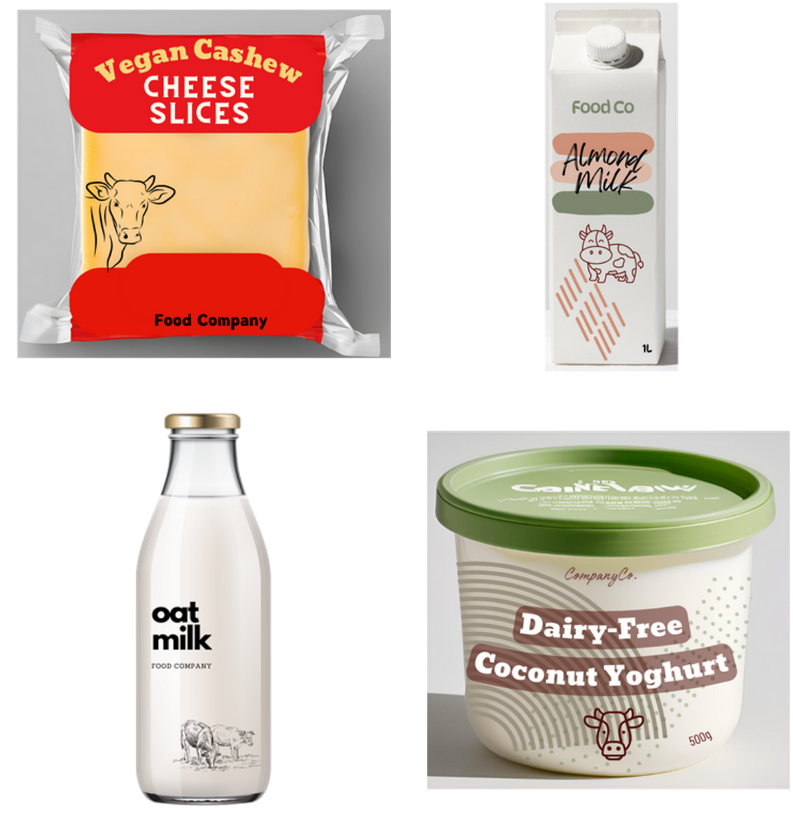 Vegan Cashew
CHEESE
SLICES
Food Company
Food Co
Almond
Milk
1L
oat
milk
FOOD COMPANY
CompanyCo.
Dairy-Free
Coconut Yoghurt
500g